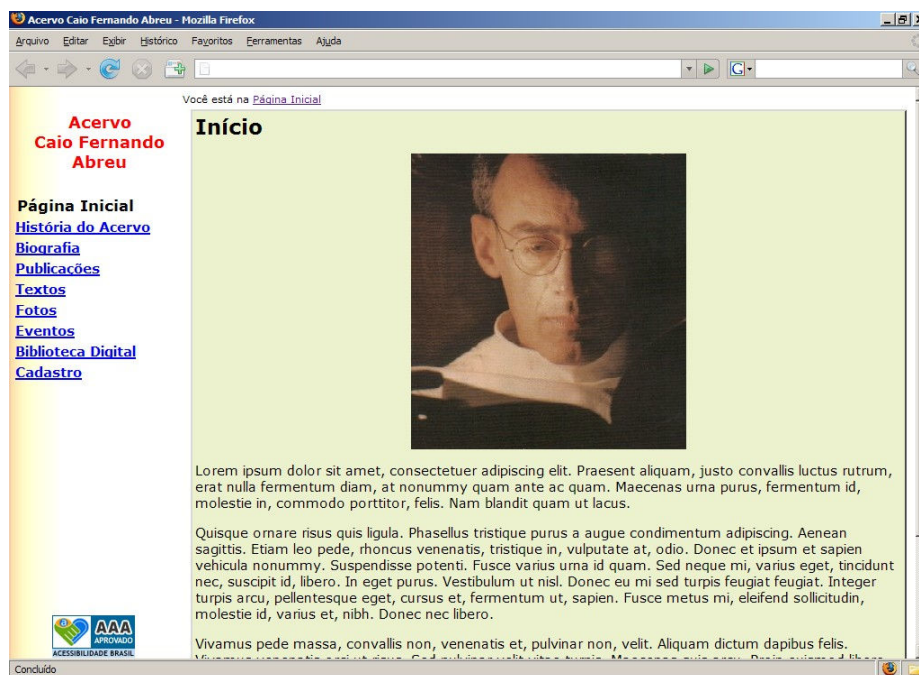 Acervo Caio Fernando Abreu - Mozilla Firefox
Arquivo Editar Exibir Histórico Favoritos Ferramentas Ajuda
G
Você está na Página Inicial
Acervo
Caio Fernando
Abreu
Página Inicial
História do Acervo
Biografia
Publicações
Textos
Fotos
Eventos
Biblioteca Digital
Cadastro
AAA
APROVADO
ACESSIBILIDADE BRASIL
Início
Lorem ipsum dolor sit amet, consectetuer adipiscing elit. Praesent aliquam, justo convallis luctus rutrum,
erat nulla fermentum diam, at nonummy quam ante ac quam. Maecenas urna purus, fermentum id,
molestie in, commodo porttitor, felis. Nam blandit quam ut lacus.
Quisque ornare risus quis ligula. Phasellus tristique purus a augue condimentum adipiscing. Aenean
sagittis. Etiam leo pede, rhoncus venenatis, tristique in, vulputate at, odio. Donec et ipsum et sapien
vehicula nonummy. Suspendisse potenti. Fusce varius urna id quam. Sed neque mi, varius eget, tincidunt
nec, suscipit id, libero. In eget purus. Vestibulum ut nisl. Donec eu mi sed turpis feugiat feugiat. Integer
turpis arcu, pellentesque eget, cursus et, fermentum ut, sapien. Fusce metus mi, eleifend sollicitudin,
molestie id, varius et, nibh. Donec nec libero.
Vivamus pede massa, convallis non, venenatis et, pulvinar non, velit. Aliquam dictum dapibus felis.
Concluído